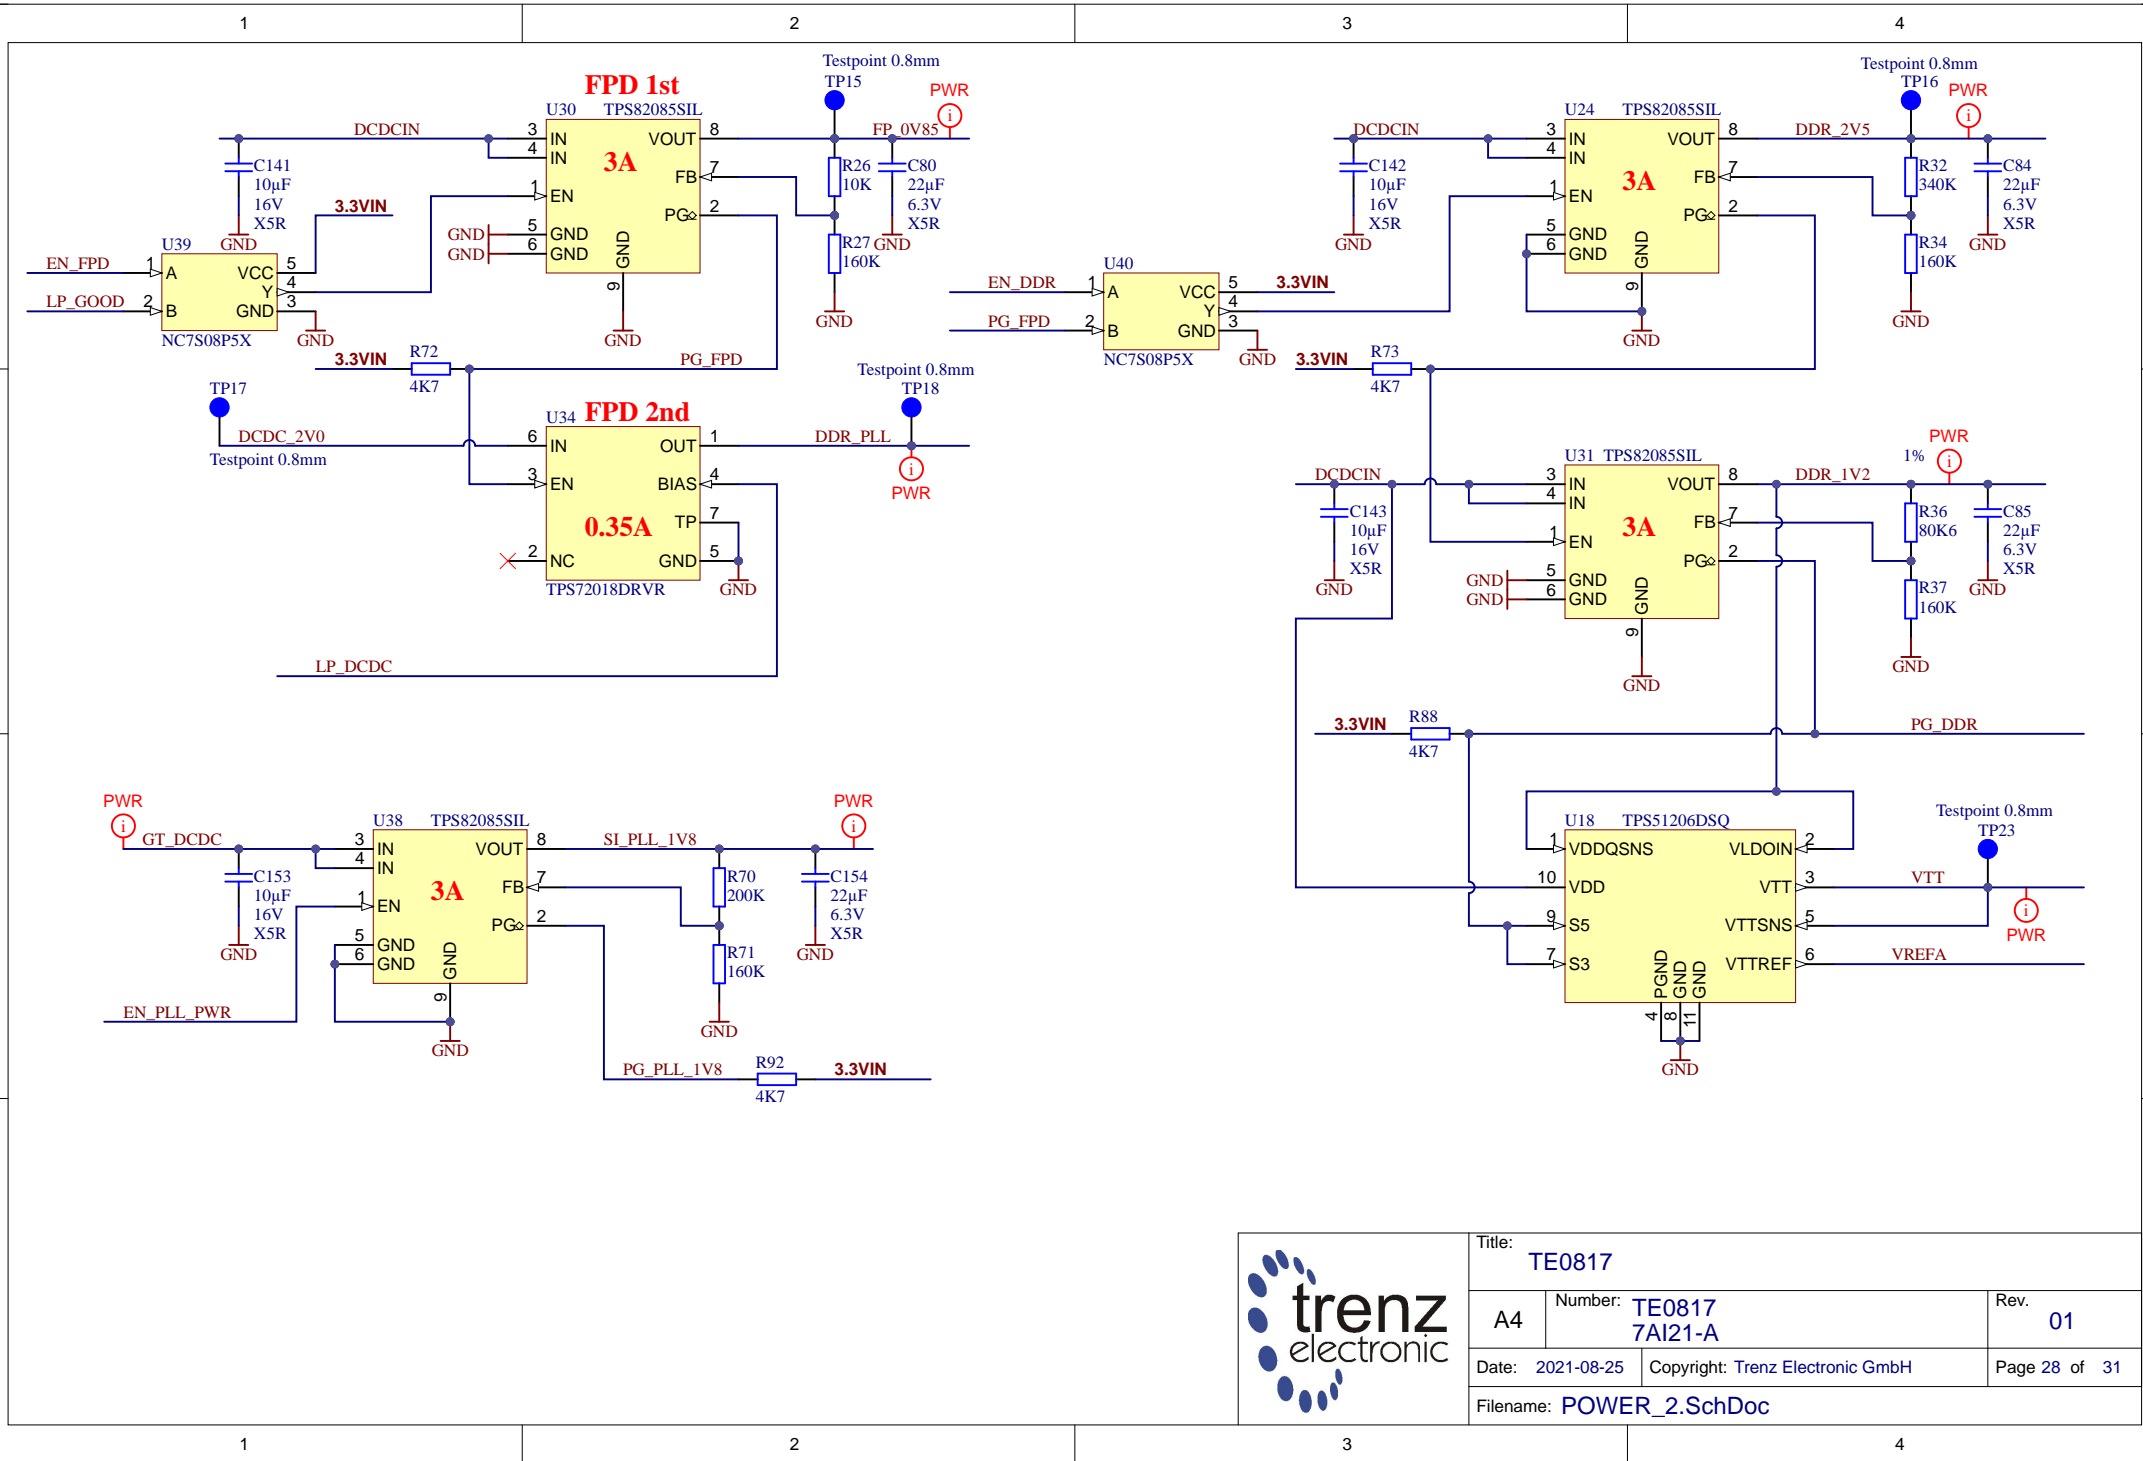 1
2
3
4
FPD 1st
U30 TPS82085SIL
DCDCIN
3 IN
4 IN
1 EN
5 GND
6 GND
GND
9
3A
VOUT 8
FB 7
PG 2
GND
GND
GND
C141
10µF
16V
X5R
GND
3.3VIN
Testpoint 0.8mm
TP15
PWR
i
FP_0V85
R26
10K
C80
22µF
6.3V
X5R
GND
R27
160K
GND
U39
EN_FPD
LP_GOOD
1 A
2 B
VCC 5
Y 4
GND 3
NC7S08P5X
GND
3.3VIN
R72
4K7
PG_FPD
TP17
DCDC_2V0
Testpoint 0.8mm
U34 FPD 2nd
6 IN
3 EN
2 NC
0.35A
OUT 1
BIAS 4
TP 7
GND 5
TPS72018DRVR
GND
DDR_PLL
Testpoint 0.8mm
TP18
i
PWR
LP_DCDC
PWR
i
GT_DCDC
C153
10µF
16V
X5R
GND
EN_PLL_PWR
U38 TPS82085SIL
3 IN
4 IN
1 EN
5 GND
6 GND
GND
9
3A
VOUT 8
FB 7
PG 2
GND
SI_PLL_1V8
PWR
i
R70
200K
C154
22µF
6.3V
X5R
GND
R71
160K
GND
PG_PLL_1V8
R92
4K7
3.3VIN
U24 TPS82085SIL
DCDCIN
3 IN
4 IN
1 EN
5 GND
6 GND
GND
9
3A
VOUT 8
FB 7
PG 2
GND
C142
10µF
16V
X5R
GND
DDR_2V5
Testpoint 0.8mm
TP16
PWR
i
R32
340K
C84
22µF
6.3V
X5R
GND
R34
160K
GND
U40
EN_DDR
PG_FPD
1 A
2 B
VCC 5
Y 4
GND 3
NC7S08P5X
3.3VIN
GND
3.3VIN
R73
4K7
U31 TPS82085SIL
DCDCIN
3 IN
4 IN
1 EN
5 GND
6 GND
GND
9
3A
VOUT 8
FB 7
PG 2
GND
GND
GND
C143
10µF
16V
X5R
GND
DDR_1V2
1%
PWR
i
R36
80K6
C85
22µF
6.3V
X5R
GND
R37
160K
GND
3.3VIN
R88
4K7
PG_DDR
U18 TPS51206DSQ
1 VDDQSNS
10 VDD
9 S5
7 S3
VLDOIN 2
VTT 3
VTTSNS 5
VTTREF 6
PGND
GND
GND
4
8
11
GND
Testpoint 0.8mm
TP23
VTT
i
PWR
VREFA
trenz
electronic
Title:
TE0817
A4
Number: TE0817
7AI21-A
Rev.
01
Date: 2021-08-25
Copyright: Trenz Electronic GmbH
Page 28 of 31
Filename: POWER_2.SchDoc
1
2
3
4